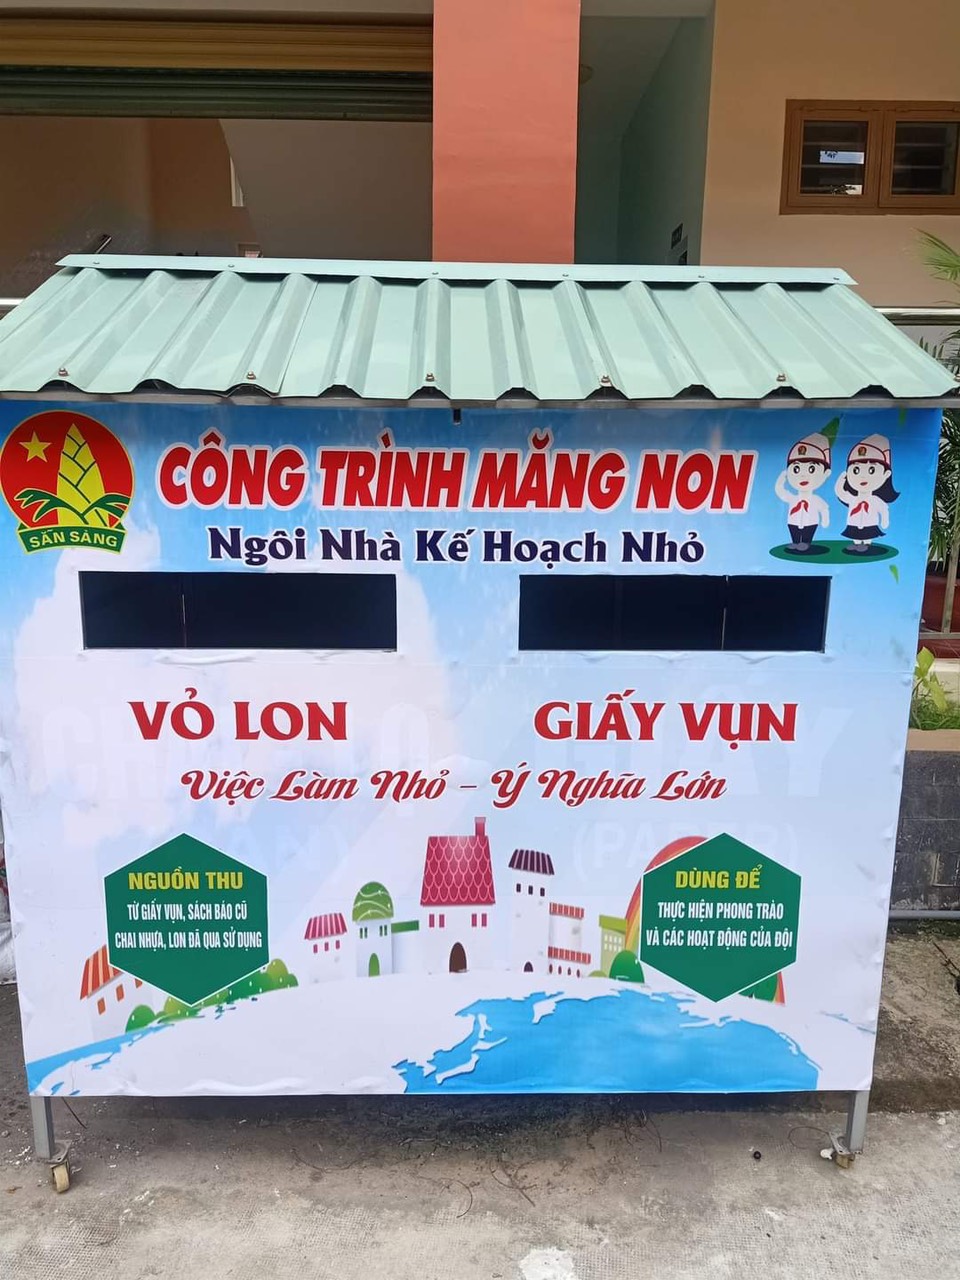 CÔNG TRÌNH MĂNG NON
SẴN SÀNG
Ngôi Nhà Kế Hoạch Nhỏ
VỎ LON
GIẤY VỤN
Việc Làm Nhỏ – Ý Nghĩa Lớn
NGUỒN THU
TỪ GIẤY VỤN, SÁCH BÁO CŨ
CHAI NHỰA, LON ĐÃ QUA SỬ DỤNG
DÙNG ĐỂ
THỰC HIỆN PHONG TRÀO
VÀ CÁC HOẠT ĐỘNG CỦA ĐỘI